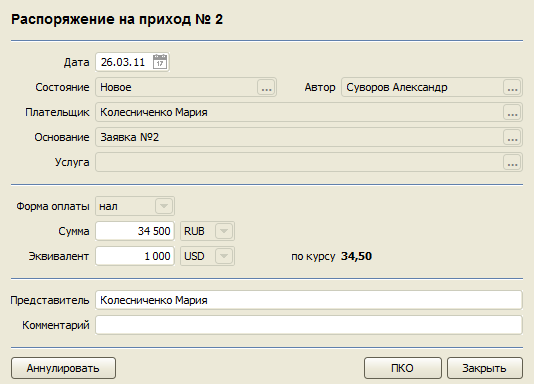 Распоряжение на приход № 2
Дата 26.03.11 17
Состояние Новое ... Автор Суворов Александр ...
Плательщик Колесниченко Мария ...
Основание Заявка №2 ...
Услуга ...
Форма оплаты нал
Сумма 34 500 RUB
Эквивалент 1 000 USD по курсу 34,50
Представитель Колесниченко Мария
Комментарий
Аннулировать ПКО Закрыть